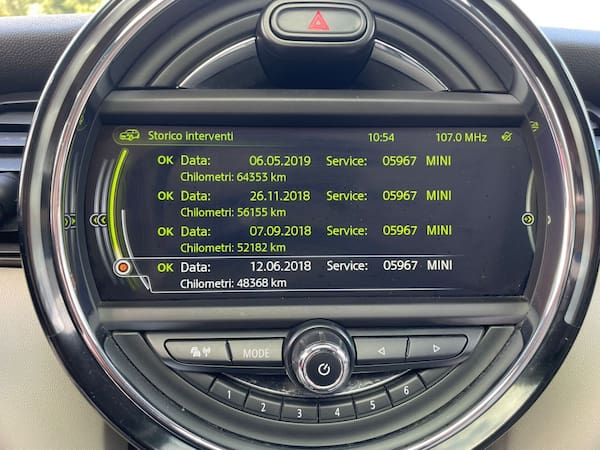 Storico interventi 10:54 107.0 MHz
OK Data: 06.05.2019 Service: 05967 MINI
Chilometri: 64353 km
OK Data: 26.11.2018 Service: 05967 MINI
Chilometri: 56155 km
OK Data: 07.09.2018 Service: 05967 MINI
Chilometri: 52182 km
OK Data: 12.06.2018 Service: 05967 MINI
Chilometri: 48368 km
MODE
1 2 3 4 5 6